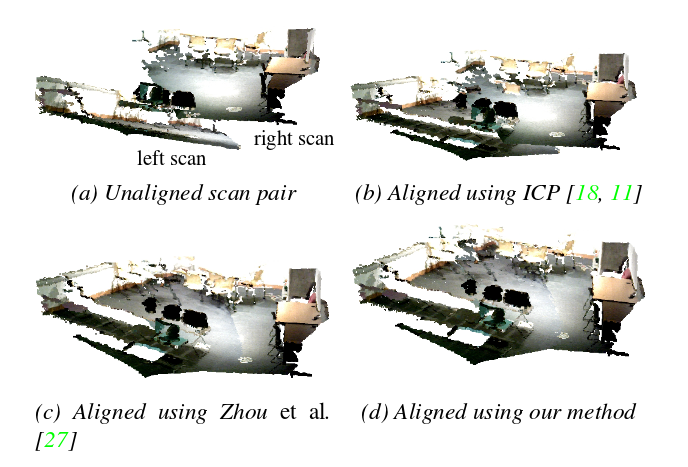 right scan
left scan
(a) Unaligned scan pair
(b) Aligned using ICP [18, 11]
(c) Aligned using Zhou et al.
[27]
(d) Aligned using our method